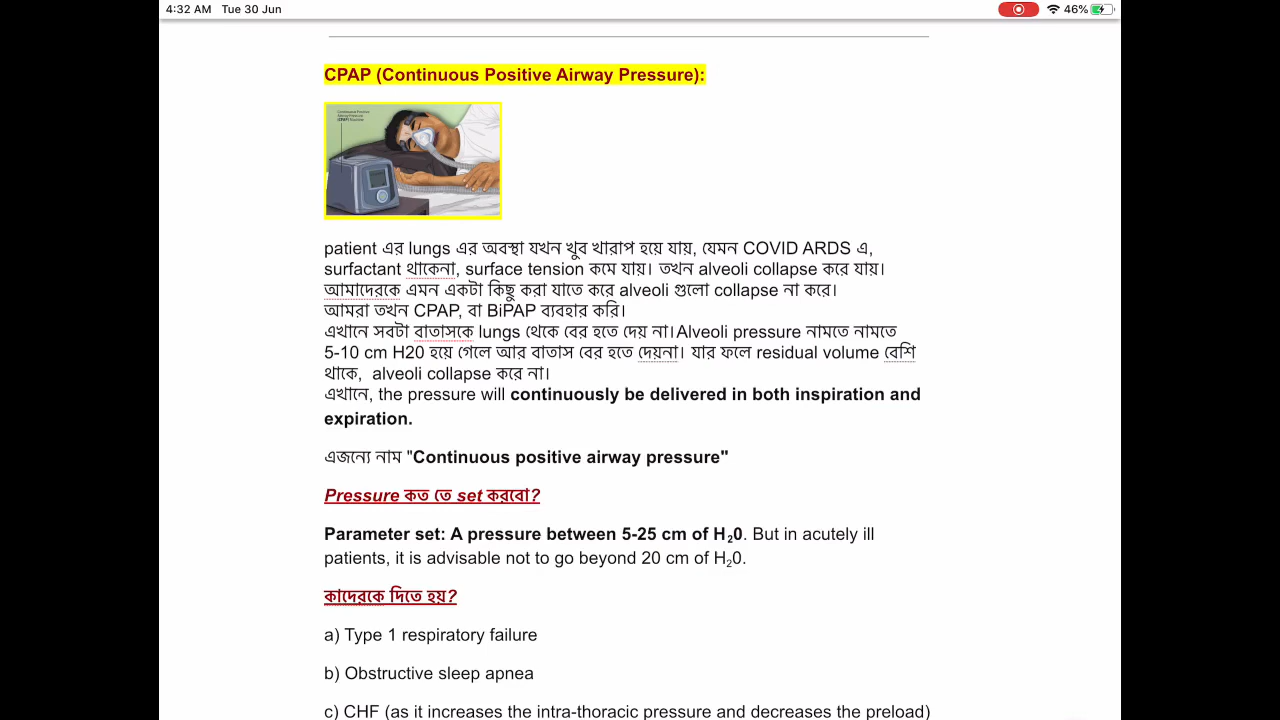 4:32 AM Tue 30 Jun
46%
CPAP (Continuous Positive Airway Pressure):
Continuous Positive
Airway Pressure
(CPAP) Machine
patient এর lungs এর অবস্থা যখন খুব খারাপ হয়ে যায়, যেমন COVID ARDS এ,
surfactant থাকেনা, surface tension কমে যায়। তখন alveoli collapse করে যায়।
আমাদেরকে এমন একটা কিছু করা যাতে করে alveoli গুলো collapse না করে।
আমরা তখন CPAP, বা BiPAP ব্যবহার করি।
এখানে সবটা বাতাসকে lungs থেকে বের হতে দেয় না।Alveoli pressure নামতে নামতে
5-10 cm H20 হয়ে গেলে আর বাতাস বের হতে দেয়না। যার ফলে residual volume বেশি
থাকে, alveoli collapse করে না।
এখানে, the pressure will continuously be delivered in both inspiration and
expiration.
এজন্যে নাম "Continuous positive airway pressure"
Pressure কত তে set করবো?
Parameter set: A pressure between 5-25 cm of H₂0. But in acutely ill
patients, it is advisable not to go beyond 20 cm of H₂0.
কাদেরকে দিতে হয়?
a) Type 1 respiratory failure
b) Obstructive sleep apnea
c) CHF (as it increases the intra-thoracic pressure and decreases the preload)